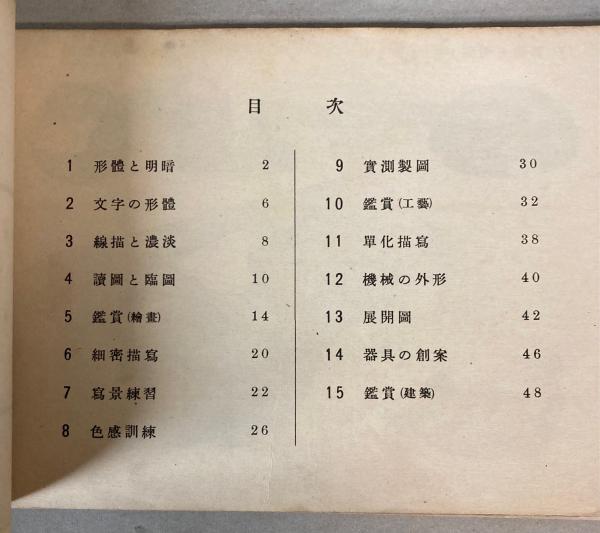 目次
1 形體と明暗 2
2 文字の形體 6
3 線描と濃淡 8
4 讀圖と臨圖 10
5 鑑賞(繪畫) 14
6 細密描寫 20
7 寫景練習 22
8 色感訓練 26
9 實測製圖 30
10 鑑賞(工藝) 32
11 單化描寫 38
12 機械の外形 40
13 展開圖 42
14 器具の創案 46
15 鑑賞(建築) 48